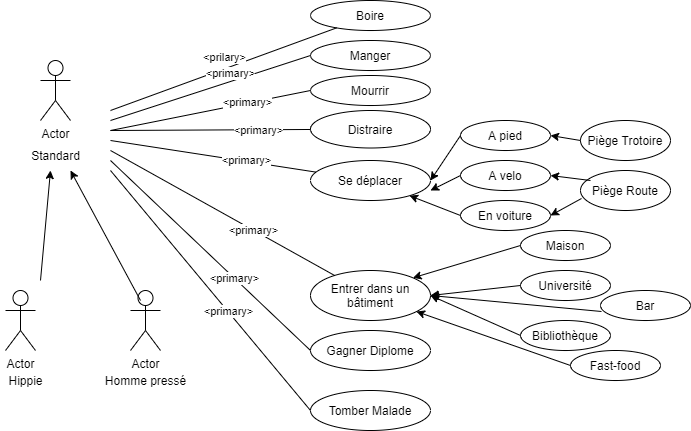 Boire
<prilary>
Manger
<primary>
Mourrir
<primary>
Distraire
<primary>
Actor
Standard
A pied
Piège Trotoire
<primary>
Se déplacer
A velo
Piège Route
En voiture
<primary>
Maison
Entrer dans un
bâtiment
Université
Bar
<primary>
<primary>
Bibliothèque
Gagner Diplome
Fast-food
Actor
Hippie
Actor
Homme pressé
Tomber Malade